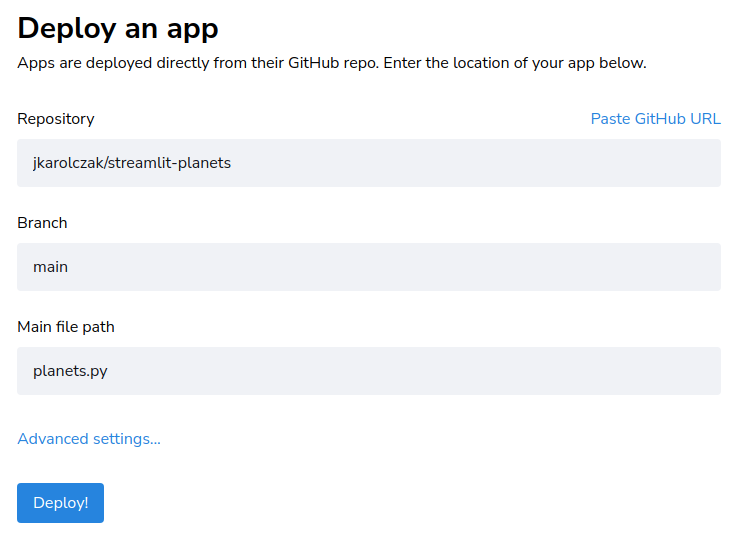 Deploy an app
Apps are deployed directly from their GitHub repo. Enter the location of your app below.
Repository Paste GitHub URL
jkarolczak/streamlit-planets
Branch
main
Main file path
planets.py
Advanced settings...
Deploy!